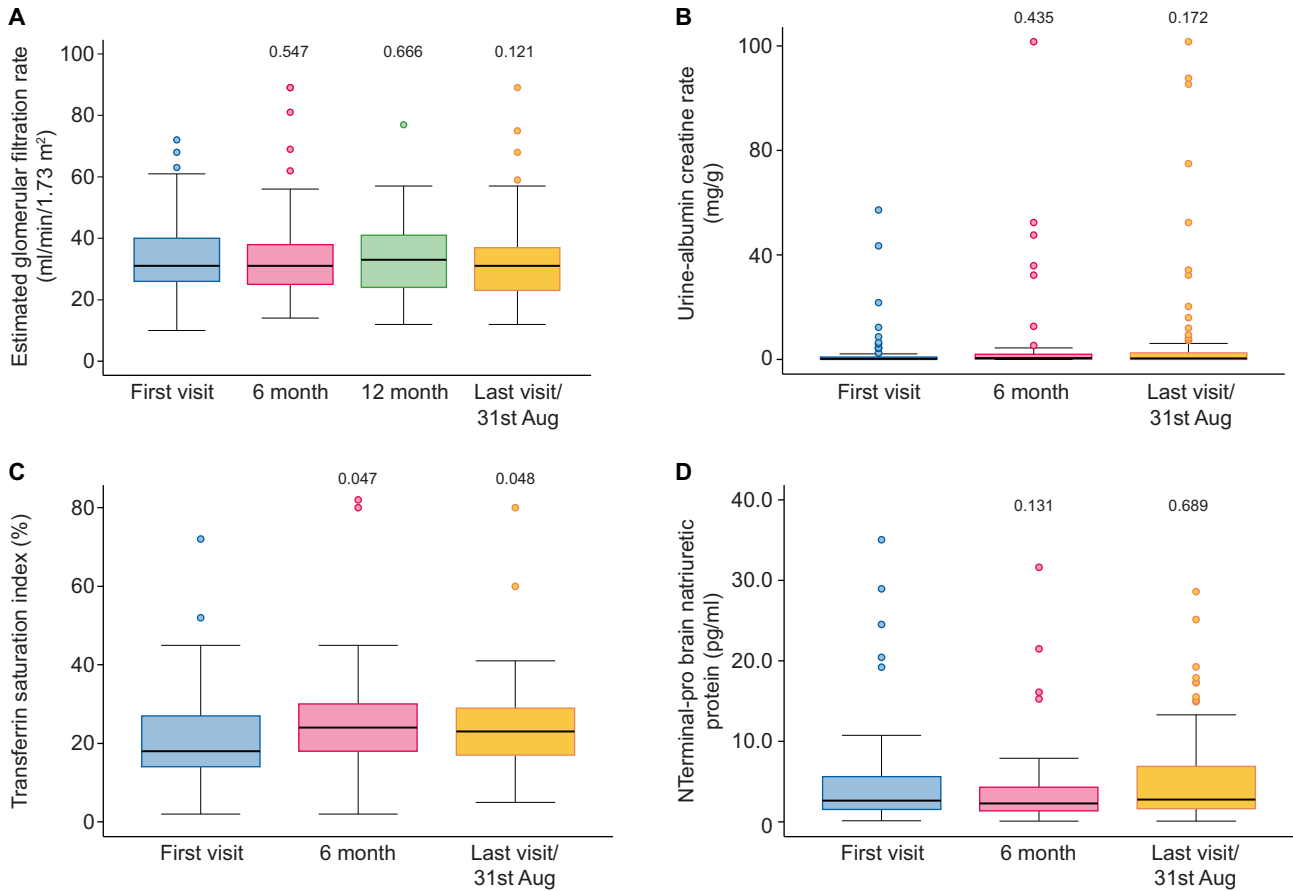 A
Estimated glomerular filtration rate
(ml/min/1.73 m²)
100
80
60
40
20
0
0.547
0.666
0.121
First visit
6 month
12 month
Last visit/
31st Aug
B
Urine-albumin creatine rate
(mg/g)
100
80
40
0
0.435
0.172
First visit
6 month
Last visit/
31st Aug
C
Transferrin saturation index (%)
80
60
40
20
0
0.047
0.048
First visit
6 month
Last visit/
31st Aug
D
NTerminal-pro brain natriuretic
protein (pg/ml)
40.0
30.0
20.0
10.0
0
0.131
0.689
First visit
6 month
Last visit/
31st Aug